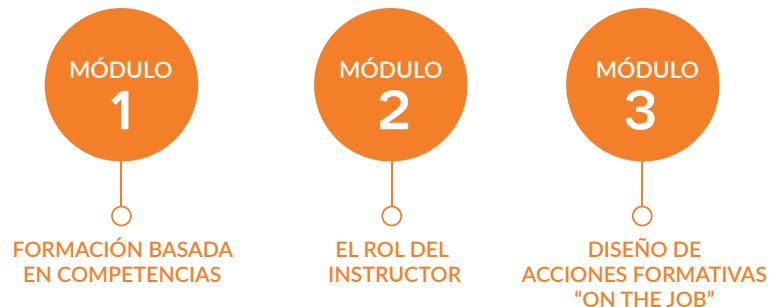 MÓDULO
1
FORMACIÓN BASADA
EN COMPETENCIAS
MÓDULO
2
EL ROL DEL
INSTRUCTOR
MÓDULO
3
DISEÑO DE
ACCIONES FORMATIVAS
“ON THE JOB”